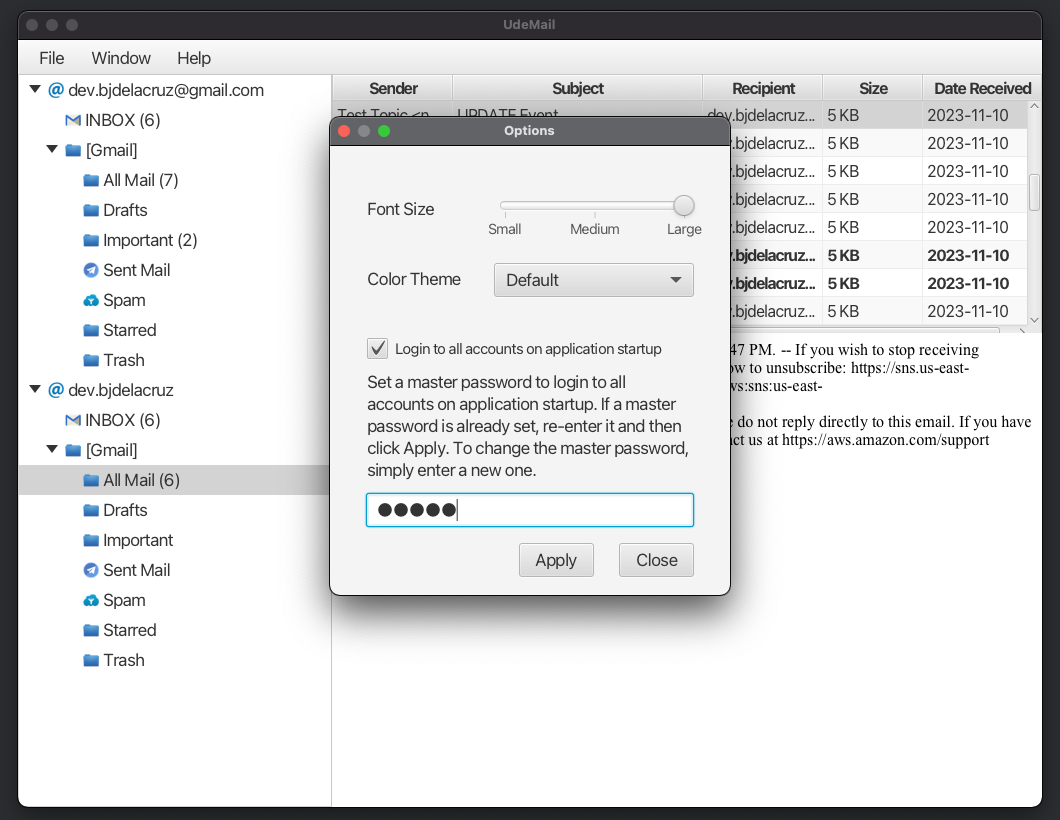 UdeMail
File Window Help
dev.bjdelacruz@gmail.com
INBOX (6)
[Gmail]
All Mail (7)
Drafts
Important (2)
Sent Mail
Spam
Starred
Trash
dev.bjdelacruz
INBOX (6)
[Gmail]
All Mail (6)
Drafts
Important
Sent Mail
Spam
Starred
Trash
Sender Subject Recipient Size Date Received
Test Topic <n... UPDATE Event dev.bjdelacruz... 5 KB 2023-11-10
v.bjdelacruz... 5 KB 2023-11-10
v.bjdelacruz... 5 KB 2023-11-10
v.bjdelacruz... 5 KB 2023-11-10
v.bjdelacruz... 5 KB 2023-11-10
v.bjdelacruz... 5 KB 2023-11-10
v.bjdelacruz... 5 KB 2023-11-10
v.bjdelacruz... 5 KB 2023-11-10
47 PM. -- If you wish to stop receiving
ow to unsubscribe: https://sns.us-east-
ws:sns:us-east-
e do not reply directly to this email. If you have
ct us at https://aws.amazon.com/support
Options
Font Size
Small Medium Large
Color Theme Default
Login to all accounts on application startup
Set a master password to login to all
accounts on application startup. If a master
password is already set, re-enter it and then
click Apply. To change the master password,
simply enter a new one.
●●●●●
Apply Close